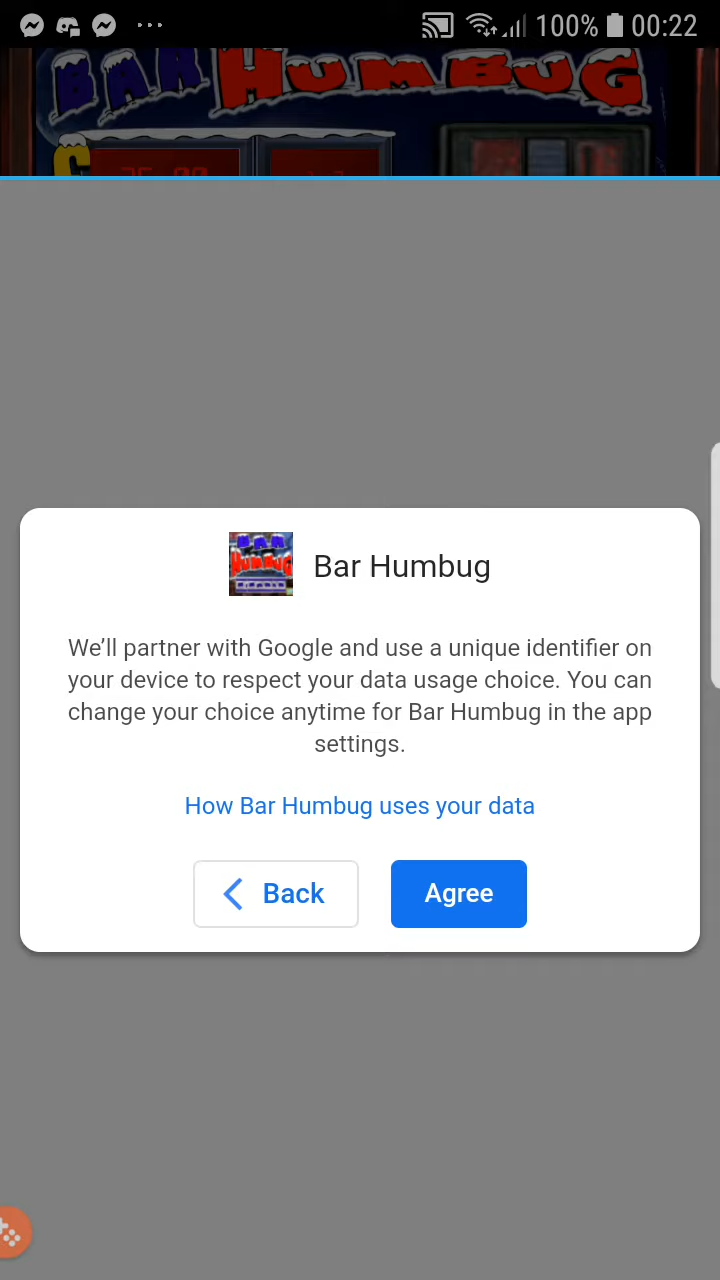 100% 00:22
BAR HUMBUG
Bar Humbug
We’ll partner with Google and use a unique identifier on
your device to respect your data usage choice. You can
change your choice anytime for Bar Humbug in the app
settings.
How Bar Humbug uses your data
Back
Agree